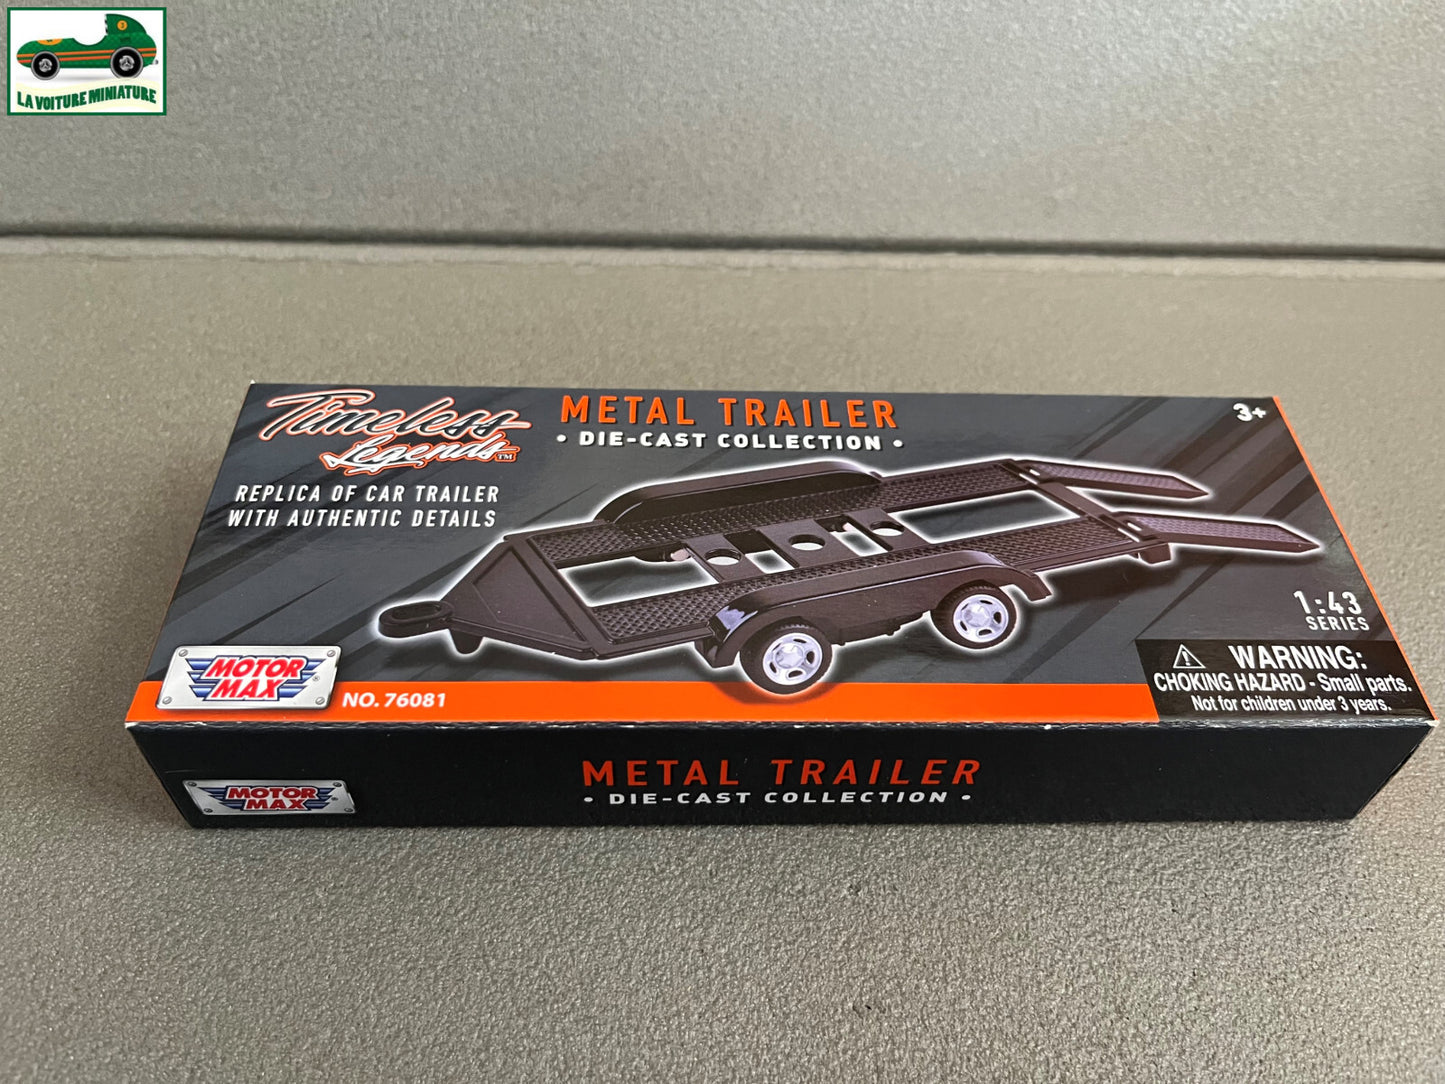 3
LA VOITURE MINIATURE
Timeless
Legends™
METAL TRAILER
• DIE-CAST COLLECTION •
3+
REPLICA OF CAR TRAILER
WITH AUTHENTIC DETAILS
1:43
SERIES
MOTOR
MAX®
NO. 76081
WARNING:
CHOKING HAZARD - Small parts.
Not for children under 3 years.
MOTOR
MAX®
METAL TRAILER
• DIE-CAST COLLECTION •